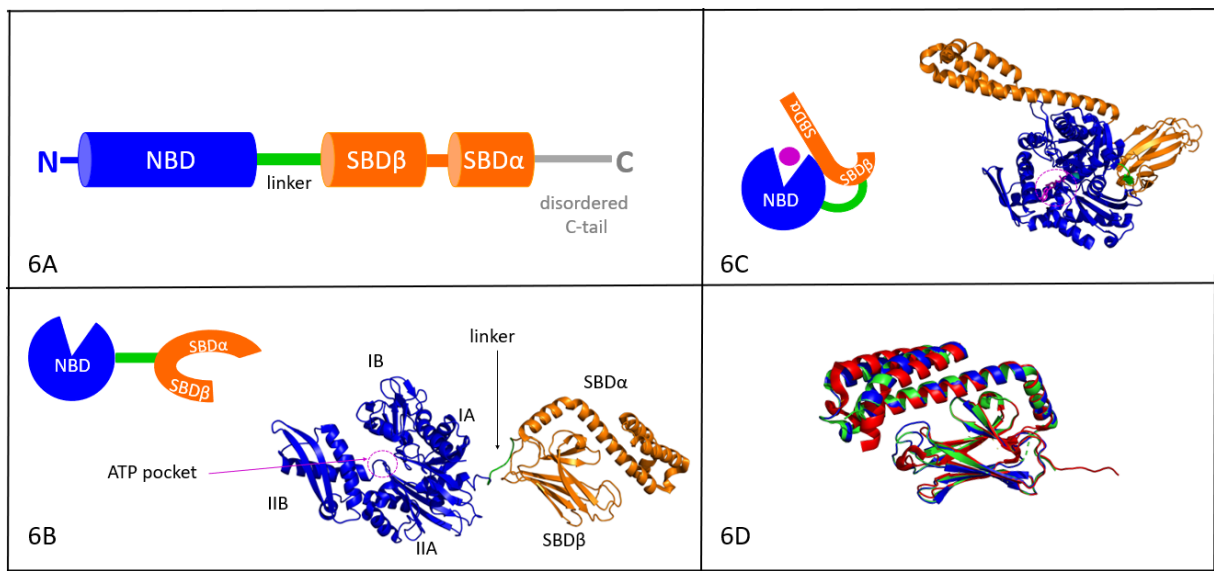 N
NBD
linker
SBDβ
SBDα
C
disordered
C-tail
6A
SBDα
SBDβ
NBD
6C
NBD
SBDα
SBDβ
ATP pocket
IB
IA
IIB
IIA
linker
SBDα
SBDβ
6B
6D